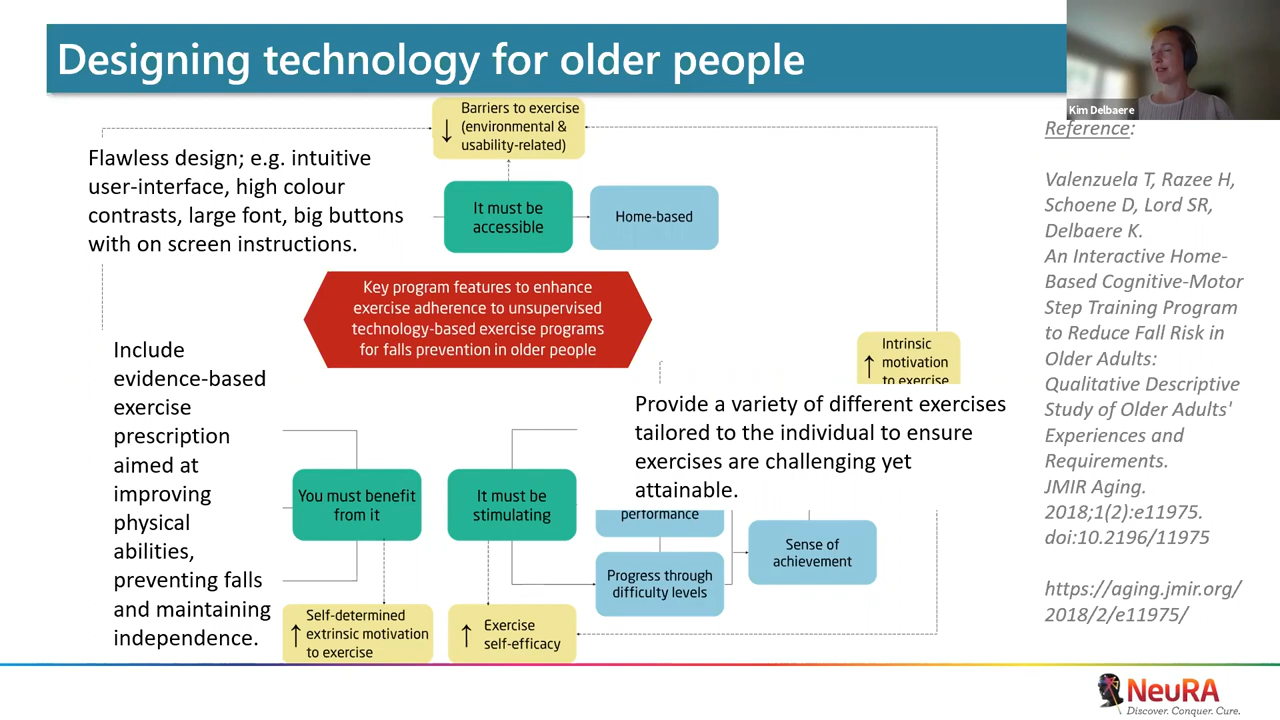 Designing technology for older people
Kim Delbaere
Barriers to exercise
(environmental &
usability-related)
Flawless design; e.g. intuitive
user-interface, high colour
contrasts, large font, big buttons
with on screen instructions.
It must be
accessible
Home-based
Key program features to enhance
exercise adherence to unsupervised
technology-based exercise programs
for falls prevention in older people
Intrinsic
motivation
to exercise
Include
evidence-based
exercise
prescription
aimed at
improving
physical
abilities,
preventing falls
and maintaining
independence.
Provide a variety of different exercises
tailored to the individual to ensure
exercises are challenging yet
attainable.
You must benefit
from it
It must be
stimulating
performance
Progress through
difficulty levels
Sense of
achievement
Self-determined
extrinsic motivation
to exercise
Exercise
self-efficacy
Reference:
Valenzuela T, Razee H,
Schoene D, Lord SR,
Delbaere K.
An Interactive Home-
Based Cognitive-Motor
Step Training Program
to Reduce Fall Risk in
Older Adults:
Qualitative Descriptive
Study of Older Adults'
Experiences and
Requirements.
JMIR Aging.
2018;1(2):e11975.
doi:10.2196/11975
https://aging.jmir.org/
2018/2/e11975/
NeuRA
Discover. Conquer. Cure.